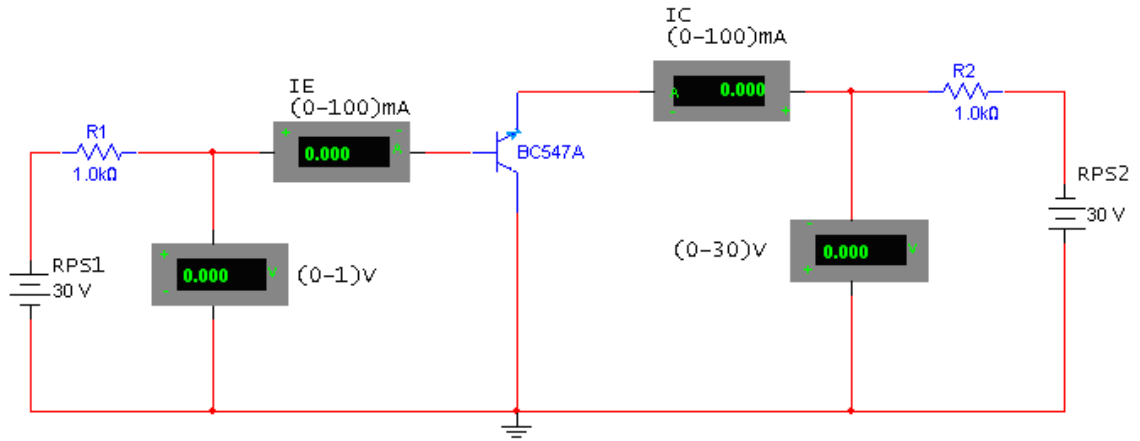 IC
(0-100)mA
IE
(0-100)mA
R1
1.0kΩ
+
-
0.000
A
BC547A
A
0.000
-
+
R2
1.0kΩ
RPS1
30 V
+
-
0.000
V
(0-1)V
(0-30)V
-
+
0.000
V
RPS2
30 V